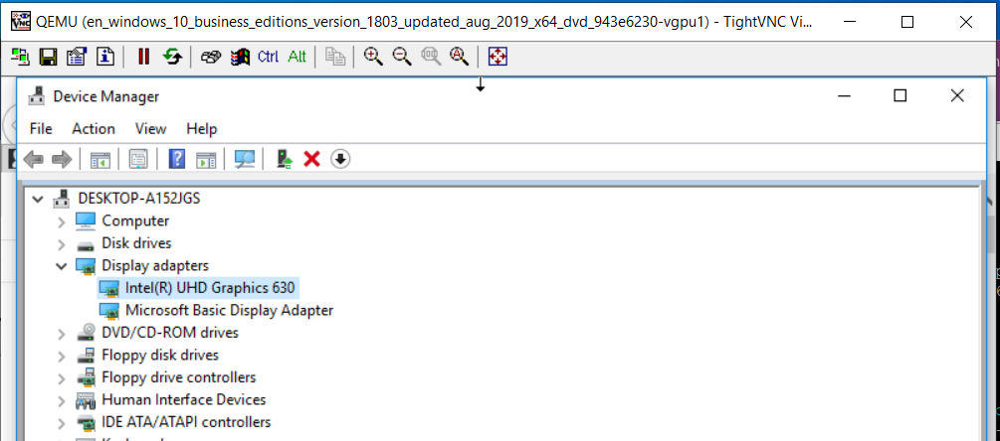 QEMU (en_windows_10_business_editions_version_1803_updated_aug_2019_x64_dvd_943e6230-vgpu1) - TightVNC Vi...
Ctrl Alt
Device Manager
File Action View Help
DESKTOP-A152JGS
Computer
Disk drives
Display adapters
Intel(R) UHD Graphics 630
Microsoft Basic Display Adapter
DVD/CD-ROM drives
Floppy disk drives
Floppy drive controllers
Human Interface Devices
IDE ATA/ATAPI controllers